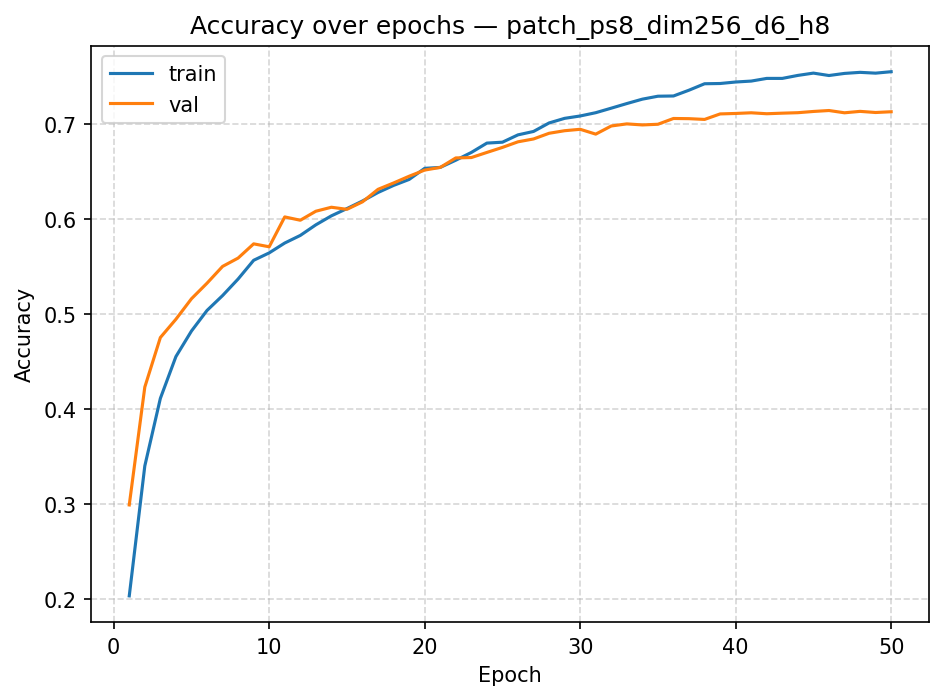 Accuracy over epochs — patch_ps8_dim256_d6_h8
train
val
0.7
0.6
0.5
0.4
0.3
0.2
Accuracy
0 10 20 30 40 50
Epoch